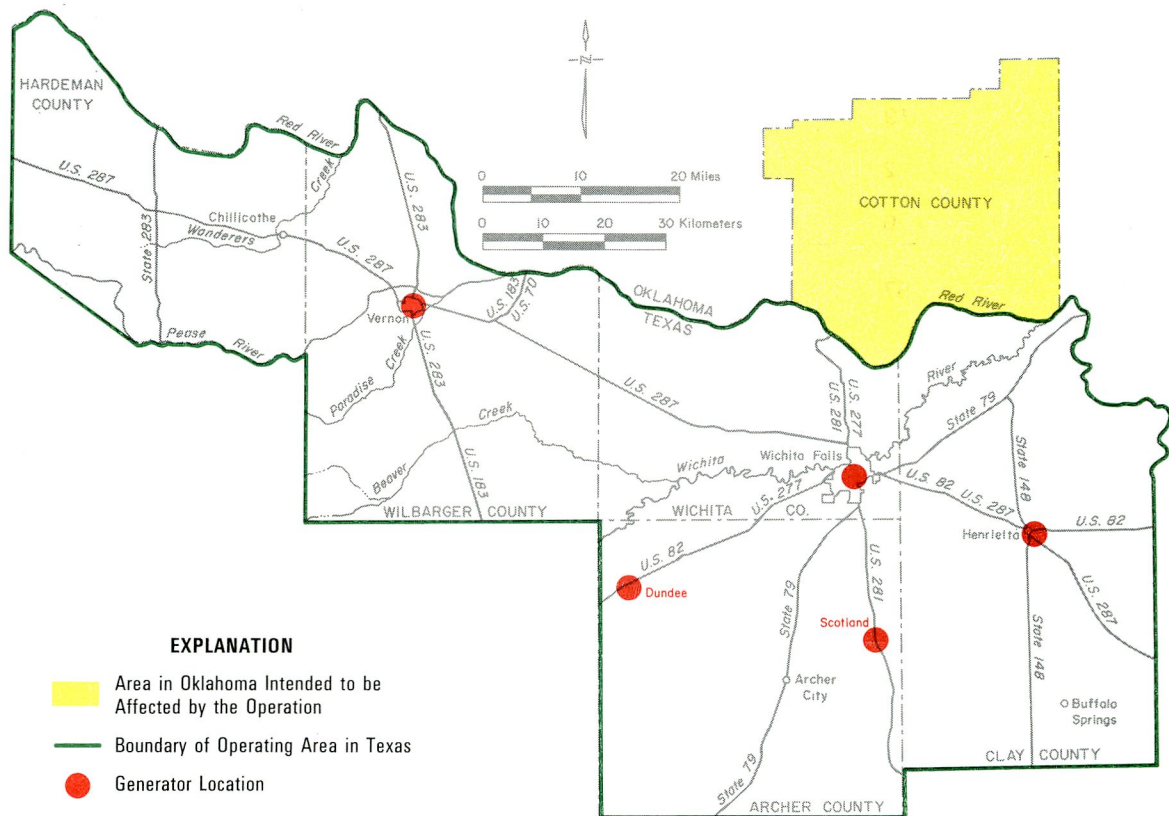 HARDEMAN
COUNTY
N
Red River
Creek
U.S. 287
State 283
U.S. 283
0 10 20 Miles
0 10 20 30 Kilometers
COTTON COUNTY
Chillicothe
Wanderers
U.S. 287
U.S. 183
U.S. 70
OKLAHOMA
TEXAS
Red River
Vernon
Pease
River
U.S. 283
Paradise Creek
U.S. 287
U.S. 281
U.S. 277
River
State 79
Beaver
Creek
U.S. 183
Wichita
Wichita Falls
U.S. 277
State 148
U.S. 82
U.S. 287
WILBARGER COUNTY
WICHITA CO.
Henrietta
U.S. 82
U.S. 82
Dundee
State 79
U.S. 281
U.S. 287
Scotland
State 148
Archer
City
Buffalo
Springs
State 79
CLAY COUNTY
ARCHER COUNTY
EXPLANATION
Area in Oklahoma Intended to be
Affected by the Operation
Boundary of Operating Area in Texas
Generator Location